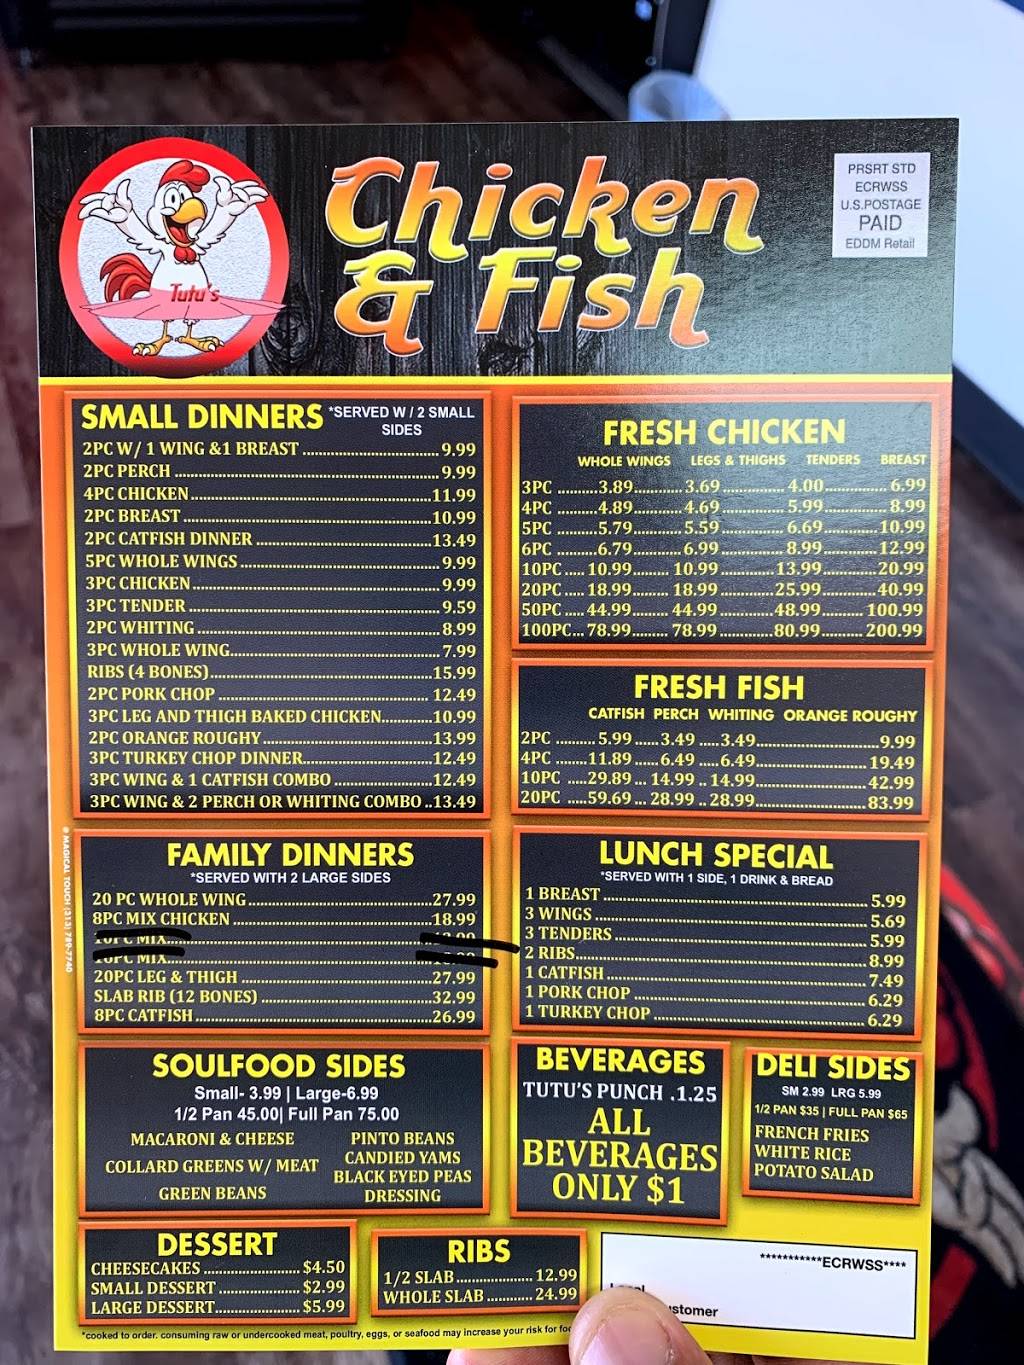 Tutu's
Chicken
& Fish
PRSRT STD
ECRWSS
U.S.POSTAGE
PAID
EDDM Retail
SMALL DINNERS *SERVED W / 2 SMALL
SIDES
2PC W/ 1 WING &1 BREAST 9.99
2PC PERCH 9.99
4PC CHICKEN 11.99
2PC BREAST 10.99
2PC CATFISH DINNER 13.49
5PC WHOLE WINGS 9.99
3PC CHICKEN 9.99
3PC TENDER 9.59
2PC WHITING 8.99
3PC WHOLE WING 7.99
RIBS (4 BONES) 15.99
2PC PORK CHOP 12.49
3PC LEG AND THIGH BAKED CHICKEN 10.99
2PC ORANGE ROUGHY 13.99
3PC TURKEY CHOP DINNER 12.49
3PC WING & 1 CATFISH COMBO 12.49
3PC WING & 2 PERCH OR WHITING COMBO 13.49
FRESH CHICKEN
WHOLE WINGS LEGS & THIGHS TENDERS BREAST
3PC 3.89 3.69 4.00 6.99
4PC 4.89 4.69 5.99 8.99
5PC 5.79 5.59 6.69 10.99
6PC 6.79 6.99 8.99 12.99
10PC 10.99 10.99 13.99 20.99
20PC 18.99 18.99 25.99 40.99
50PC 44.99 44.99 48.99 100.99
100PC 78.99 78.99 80.99 200.99
FRESH FISH
CATFISH PERCH WHITING ORANGE ROUGHY
2PC 5.99 3.49 3.49 9.99
4PC 11.89 6.49 6.49 19.49
10PC 29.89 14.99 14.99 42.99
20PC 59.69 28.99 28.99 83.99
FAMILY DINNERS
*SERVED WITH 2 LARGE SIDES
20 PC WHOLE WING 27.99
8PC MIX CHICKEN 18.99
10PC MIX
MIX
20PC LEG & THIGH 27.99
SLAB RIB (12 BONES) 32.99
8PC CATFISH 26.99
LUNCH SPECIAL
*SERVED WITH 1 SIDE, 1 DRINK & BREAD
1 BREAST 5.99
3 WINGS 5.69
3 TENDERS 5.99
2 RIBS 8.99
1 CATFISH 7.49
1 PORK CHOP 6.29
1 TURKEY CHOP 6.29
© MAGICAL TOUCH (313) 789-7740
SOULFOOD SIDES
Small- 3.99 | Large-6.99
1/2 Pan 45.00| Full Pan 75.00
MACARONI & CHEESE
COLLARD GREENS W/ MEAT
GREEN BEANS
PINTO BEANS
CANDIED YAMS
BLACK EYED PEAS
DRESSING
BEVERAGES
TUTU'S PUNCH .1.25
ALL
BEVERAGES
ONLY $1
DELI SIDES
SM 2.99 LRG 5.99
1/2 PAN $35 | FULL PAN $65
FRENCH FRIES
WHITE RICE
POTATO SALAD
DESSERT
CHEESECAKES $4.50
SMALL DESSERT $2.99
LARGE DESSERT $5.99
RIBS
1/2 SLAB 12.99
WHOLE SLAB 24.99
***********ECRWSS****
*cooked to order. consuming raw or undercooked meat, poultry, eggs, or seafood may increase your risk for